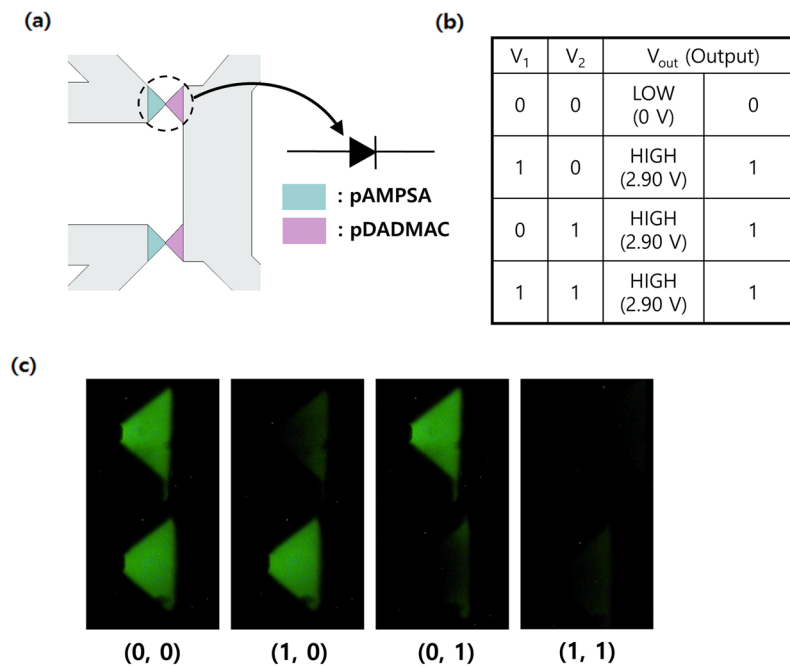 (a)
: pAMPSA
: pDADMAC
(b)
V₁ V₂ V_out (Output)
0 0 LOW (0 V) 0
1 0 HIGH (2.90 V) 1
0 1 HIGH (2.90 V) 1
1 1 HIGH (2.90 V) 1
(c)
(0, 0) (1, 0) (0, 1) (1, 1)